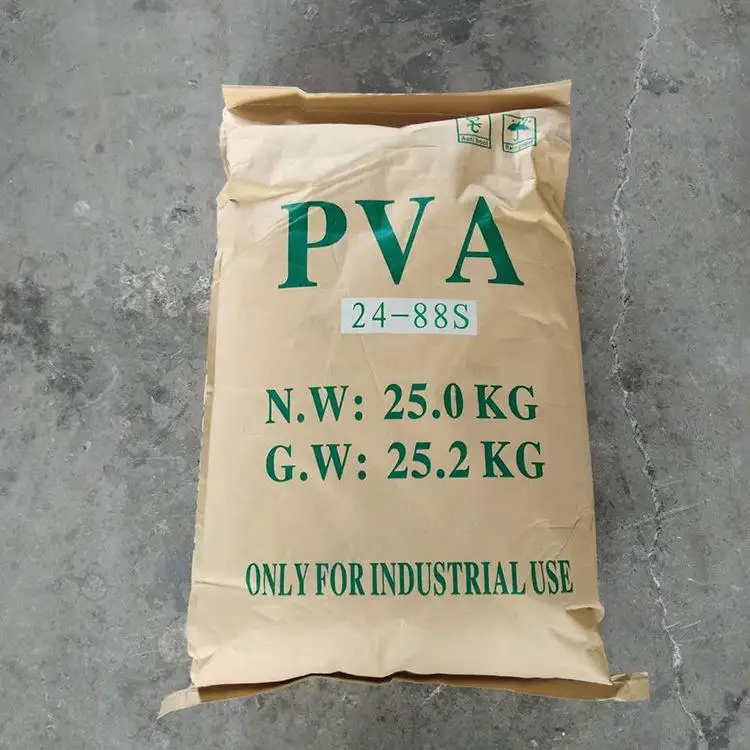 PVA
24-88S
N.W: 25.0 KG
G.W: 25.2 KG
ONLY FOR INDUSTRIAL USE